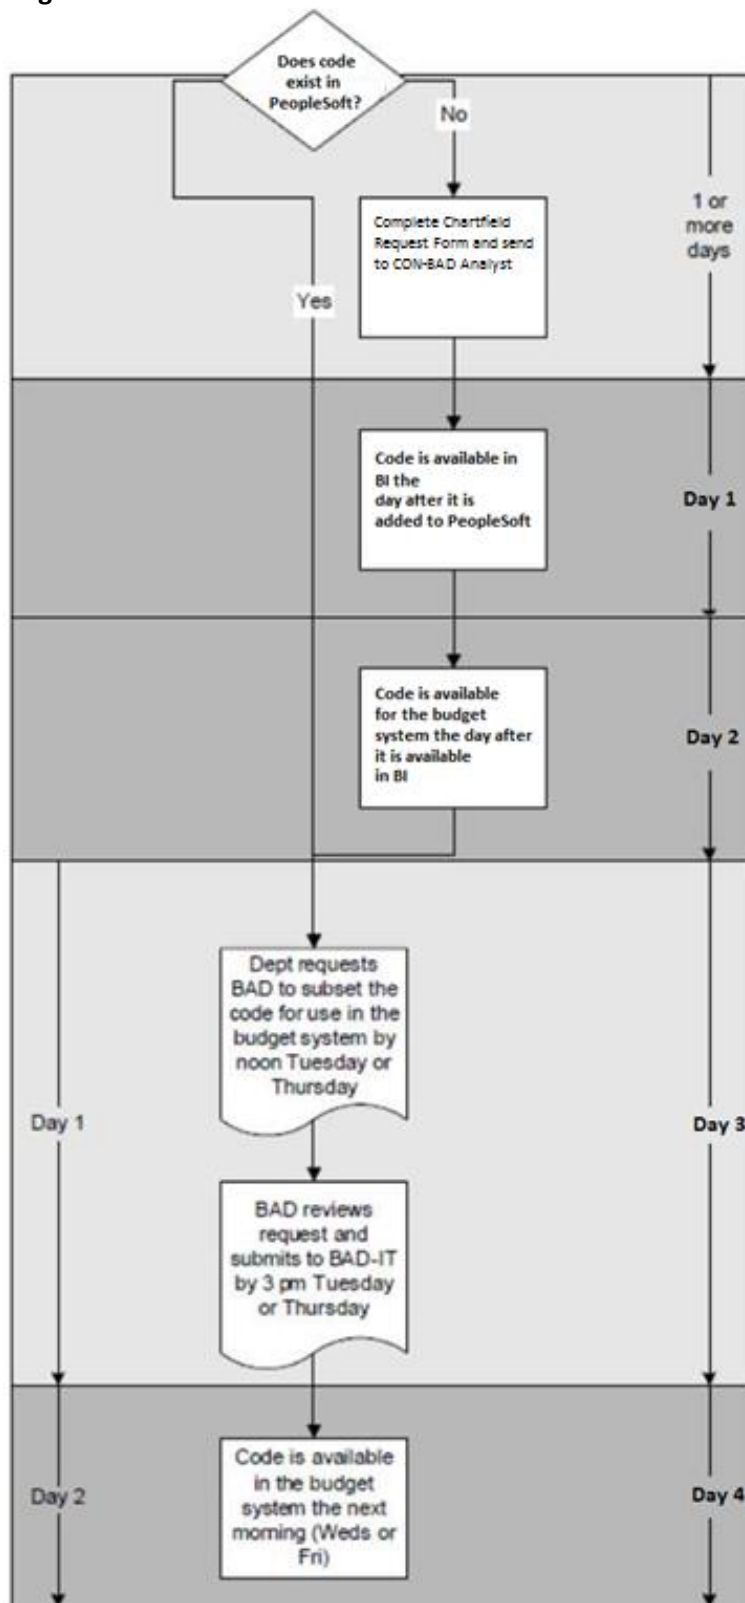 Does code
exist in
PeopleSoft?
No
Complete Chartfield
Request Form and send
to CON-BAD Analyst
1 or
more
days
Yes
Code is available in
BI the
day after it is
added to PeopleSoft
Day 1
Code is available
for the budget
system the day after
it is available
in BI
Day 2
Dept requests
BAD to subset the
code for use in the
budget system by
noon Tuesday or
Thursday
Day 1
Day 3
BAD reviews
request and
submits to BAD-IT
by 3 pm Tuesday
or Thursday
Code is available
in the budget
system the next
morning (Weds or
Fri)
Day 2
Day 4